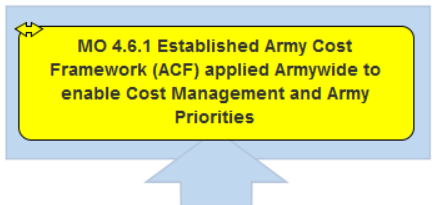 MO 4.6.1 Established Army Cost
Framework (ACF) applied Armywide to
enable Cost Management and Army
Priorities